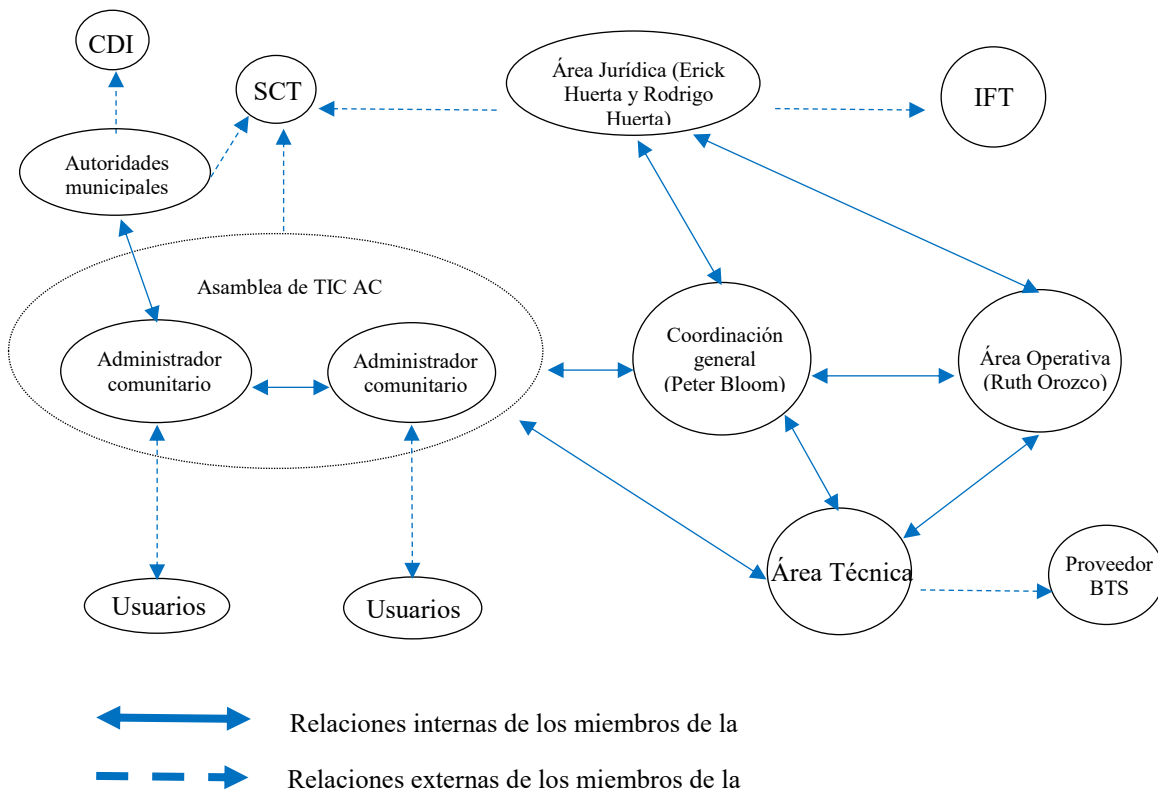 CDI
SCT
Área Jurídica (Erick
Huerta y Rodrigo
Huerta)
IFT
Autoridades
municipales
Asamblea de TIC AC
Administrador
comunitario
Administrador
comunitario
Coordinación
general
(Peter Bloom)
Área Operativa
(Ruth Orozco)
Área Técnica
Proveedor
BTS
Usuarios
Usuarios
Relaciones internas de los miembros de la
Relaciones externas de los miembros de la